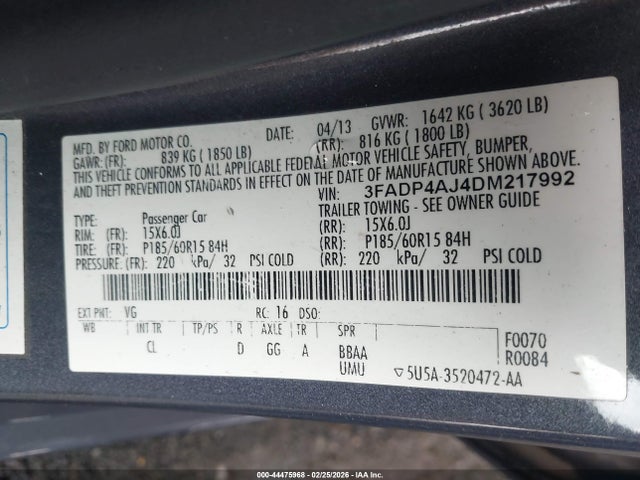 MFD. BY FORD MOTOR CO. DATE: 04/13 GVWR: 1642 KG ( 3620 LB)
GAWR: (FR): 839 KG ( 1850 LB) (RR): 816 KG ( 1800 LB)
THIS VEHICLE CONFORMS TO ALL APPLICABLE FEDERAL MOTOR VEHICLE SAFETY, BUMPER,
AND THEFT PREVENTION STANDARDS IN EFFECT ON THE DATE OF MANUFACTURE SHOWN ABOVE.
VIN: 3FADP4AJ4DM217992
TYPE: Passenger Car TRAILER TOWING - SEE OWNER GUIDE
RIM: (FR): 15X6.0J (RR): 15X6.0J
TIRE: (FR): P185/60R15 84H (RR): P185/60R15 84H
PRESSURE: (FR): 220 kPa/ 32 PSI COLD (RR): 220 kPa/ 32 PSI COLD
EXT PNT: VG RC: 16 DSO:
WB INT TR TP/PS R AXLE TR SPR
CL D GG A BBAA F0070
UMU R0084
▽5U5A-3520472-AA
000-44475968 - 02/25/2026 - IAA Inc.